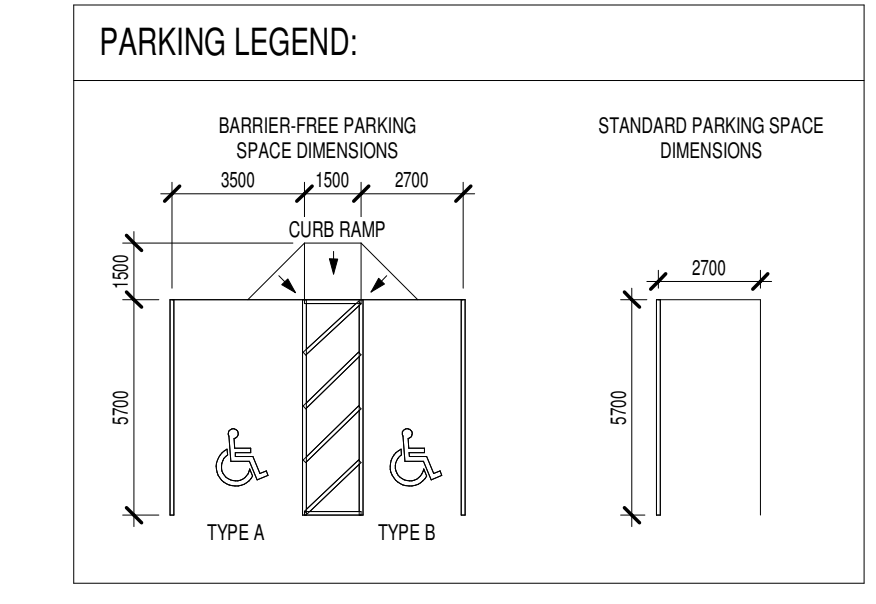 PARKING LEGEND:
BARRIER-FREE PARKING
SPACE DIMENSIONS
3500
1500
2700
CURB RAMP
1500
5700
TYPE A
TYPE B
STANDARD PARKING SPACE
DIMENSIONS
2700
5700